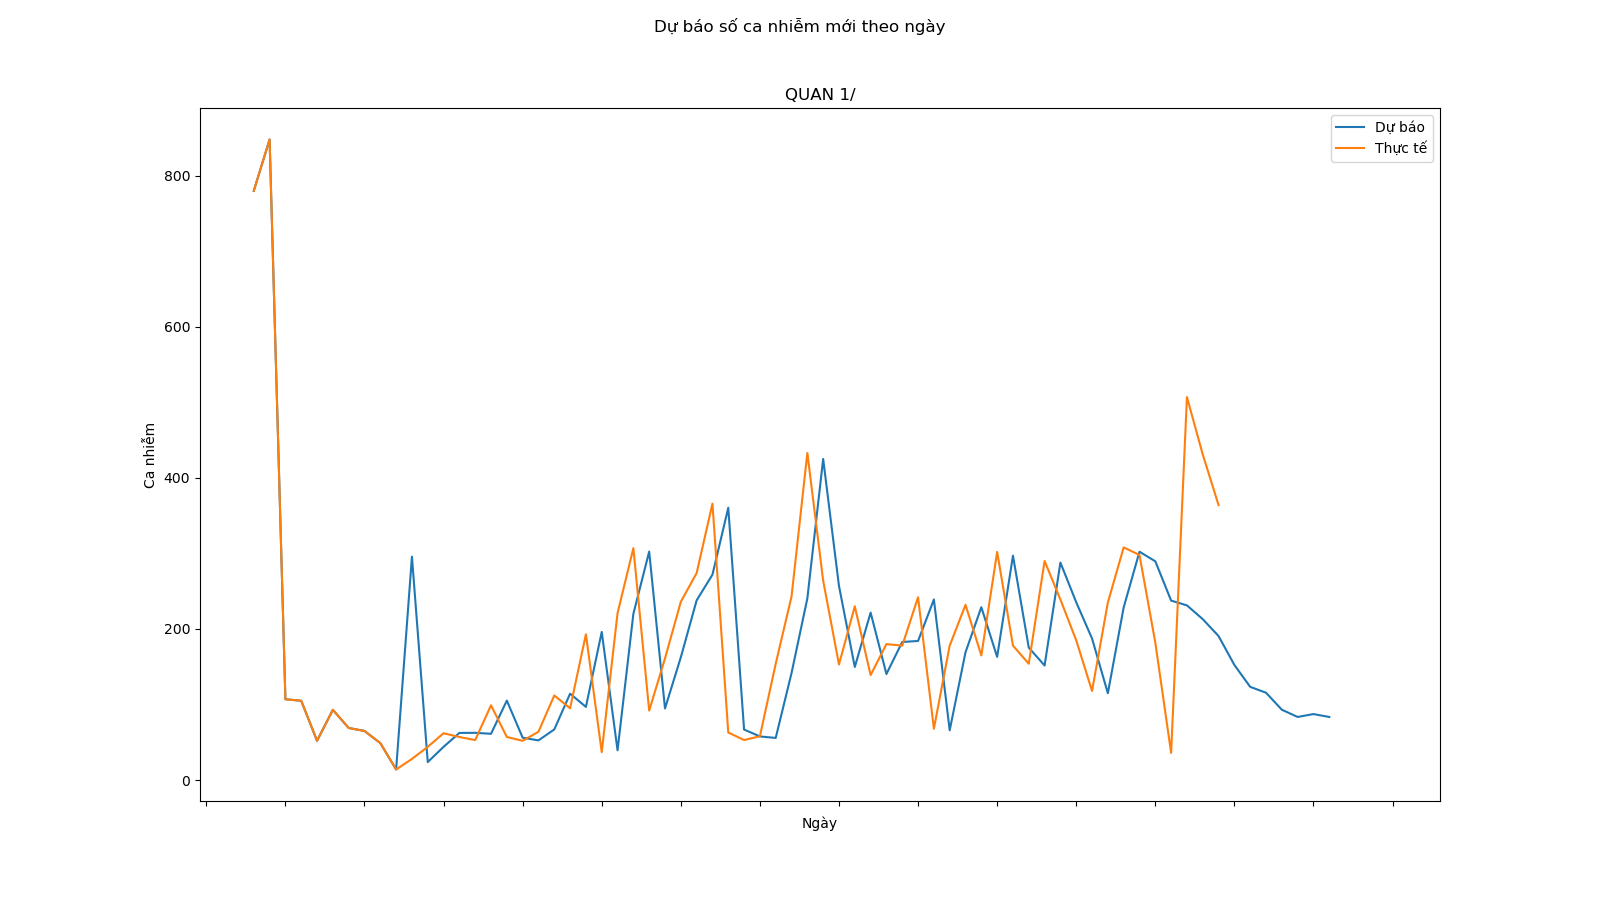 Dự báo số ca nhiễm mới theo ngày
QUAN 1/
Dự báo
Thực tế
800
600
400
200
0
Ca nhiễm
Ngày